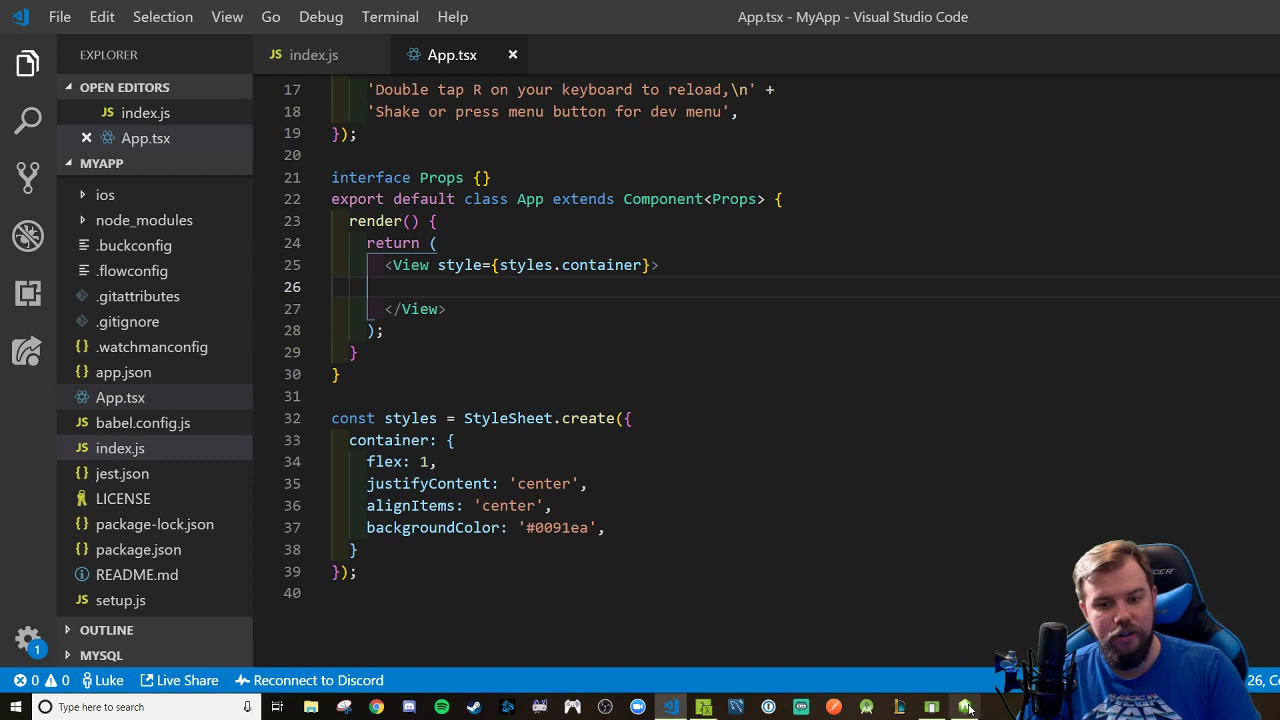 File Edit Selection View Go Debug Terminal Help
App.tsx - MyApp - Visual Studio Code
EXPLORER
OPEN EDITORS
JS index.js
App.tsx
MYAPP
ios
node_modules
.buckconfig
.flowconfig
.gitattributes
.gitignore
.watchmanconfig
{} app.json
App.tsx
JS babel.config.js
JS index.js
{} jest.json
LICENSE
{} package-lock.json
{} package.json
README.md
JS setup.js
OUTLINE
MYSQL
JS index.js
App.tsx
17 'Double tap R on your keyboard to reload,\n' +
18 'Shake or press menu button for dev menu',
19 });
20
21 interface Props {}
22 export default class App extends Component<Props> {
23 render() {
24 return (
25 <View style={styles.container}>
26
27 </View>
28 );
29 }
30 }
31
32 const styles = StyleSheet.create({
33 container: {
34 flex: 1,
35 justifyContent: 'center',
36 alignItems: 'center',
37 backgroundColor: '#0091ea',
38 }
39 });
40
1
0 0 Luke Live Share Reconnect to Discord
26, Co
Type here to search